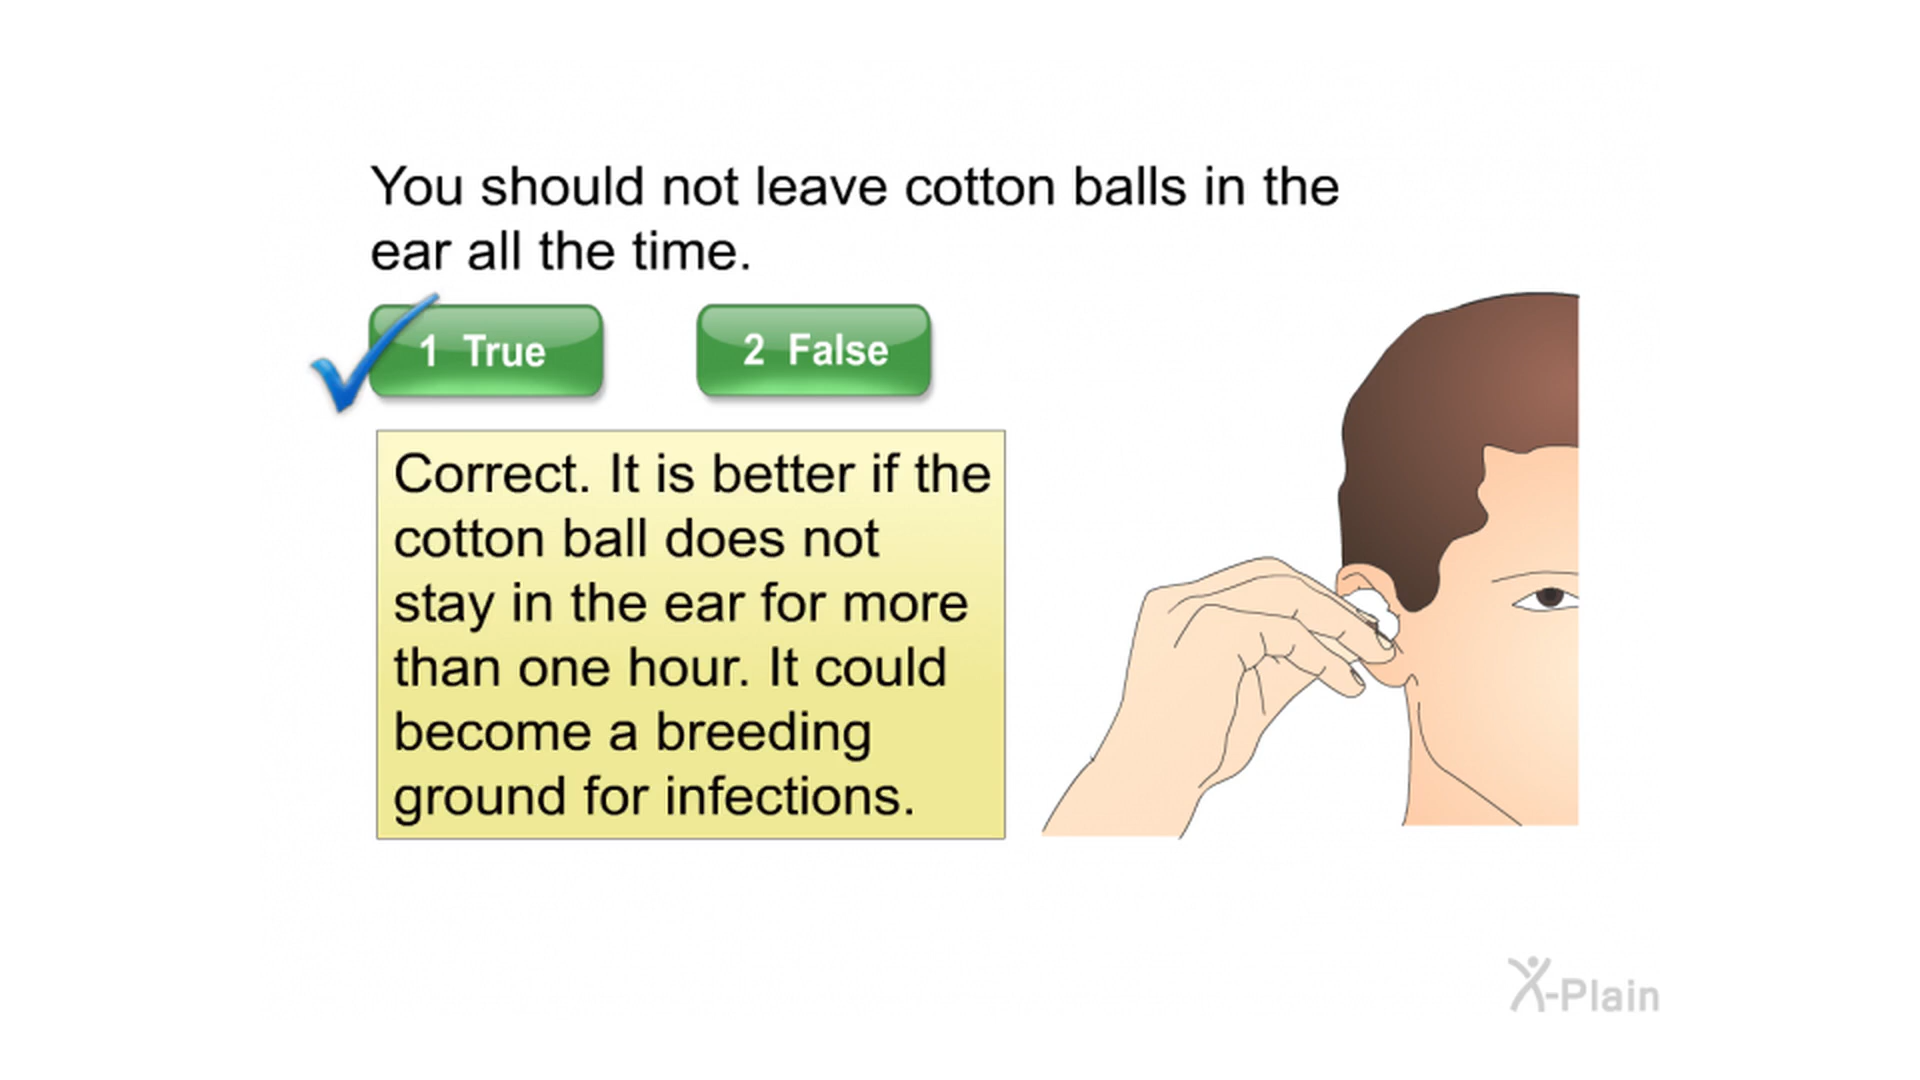 You should not leave cotton balls in the
ear all the time.
1 True
2 False
Correct. It is better if the
cotton ball does not
stay in the ear for more
than one hour. It could
become a breeding
ground for infections.
X-Plain